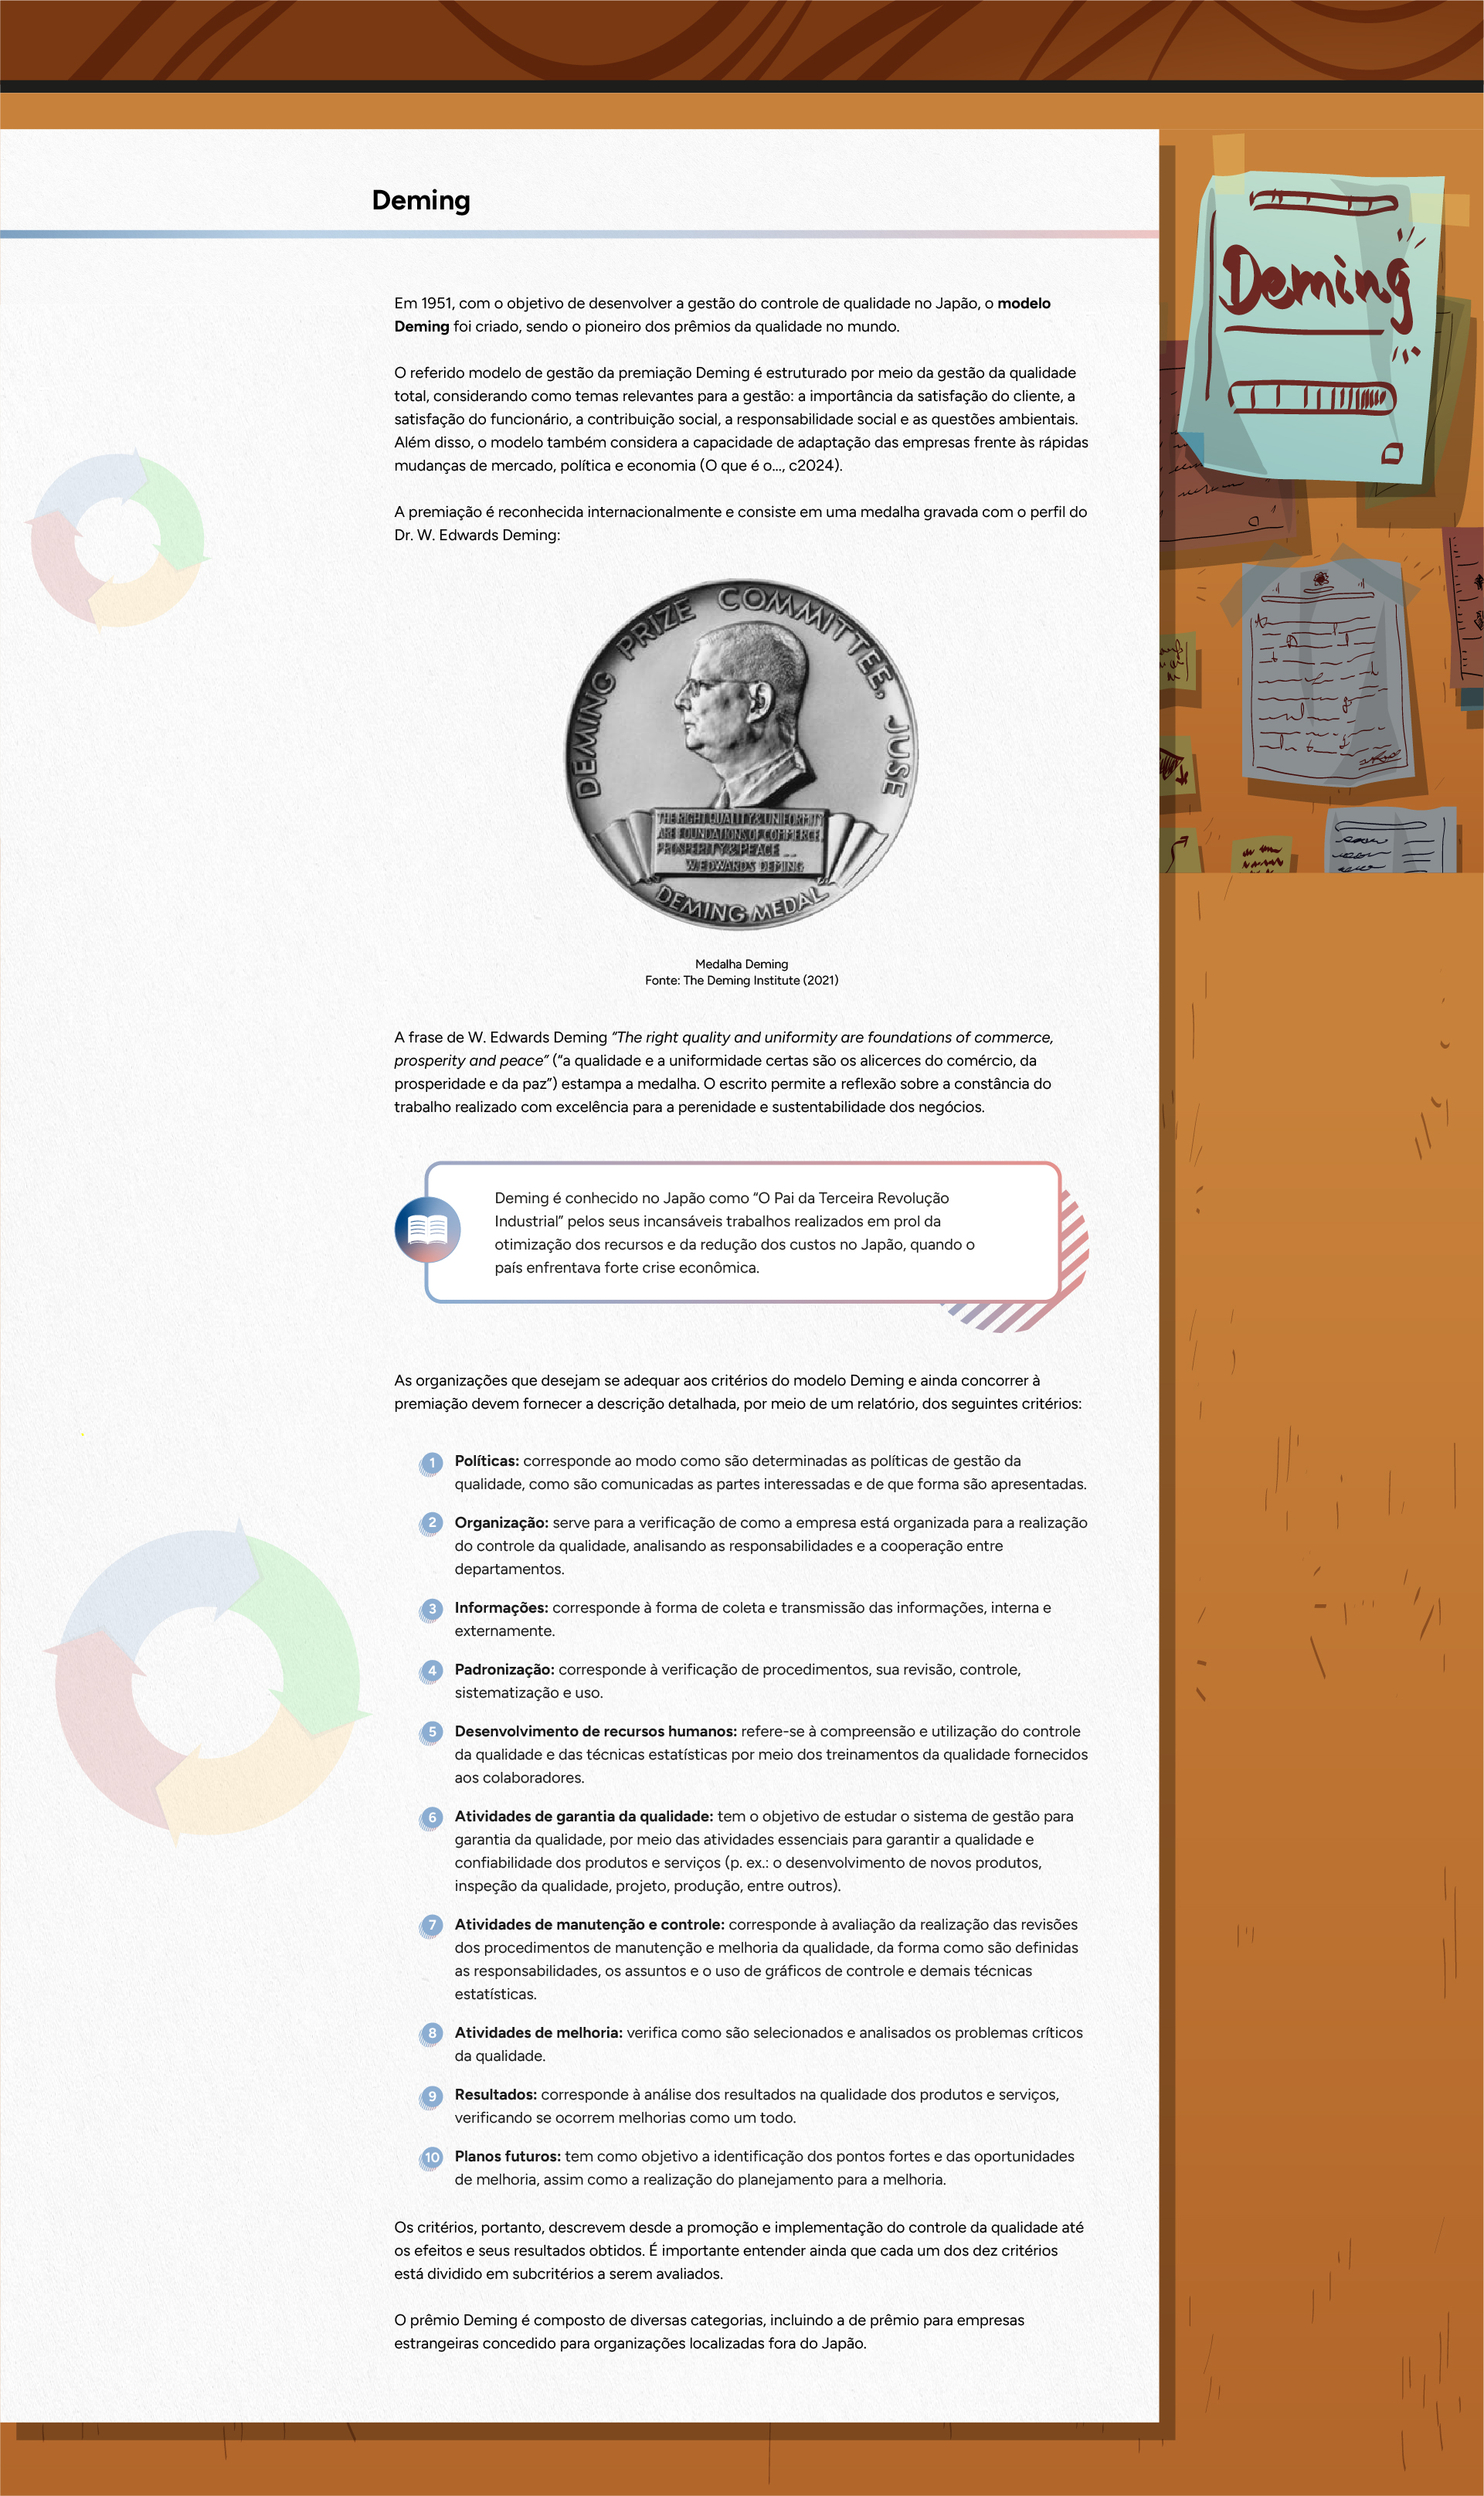 Deming
Deming
Em 1951, com o objetivo de desenvolver a gestão do controle de qualidade no Japão, o modelo
Deming foi criado, sendo o pioneiro dos prêmios da qualidade no mundo.
O referido modelo de gestão da premiação Deming é estruturado por meio da gestão da qualidade
total, considerando como temas relevantes para a gestão: a importância da satisfação do cliente, a
satisfação do funcionário, a contribuição social, a responsabilidade social e as questões ambientais.
Além disso, o modelo também considera a capacidade de adaptação das empresas frente às rápidas
mudanças de mercado, política e economia (O que é o..., c2024).
A premiação é reconhecida internacionalmente e consiste em uma medalha gravada com o perfil do
Dr. W. Edwards Deming:
DEMING PRIZE COMMITTEE, JUSE
THE RIGHT QUALITY & UNIFORMITY
ARE FOUNDATIONS OF COMMERCE,
PROSPERITY & PEACE ...
W. EDWARDS DEMING
DEMING MEDAL
Medalha Deming
Fonte: The Deming Institute (2021)
A frase de W. Edwards Deming “The right quality and uniformity are foundations of commerce,
prosperity and peace” (“a qualidade e a uniformidade certas são os alicerces do comércio, da
prosperidade e da paz”) estampa a medalha. O escrito permite a reflexão sobre a constância do
trabalho realizado com excelência para a perenidade e sustentabilidade dos negócios.
Deming é conhecido no Japão como “O Pai da Terceira Revolução
Industrial” pelos seus incansáveis trabalhos realizados em prol da
otimização dos recursos e da redução dos custos no Japão, quando o
país enfrentava forte crise econômica.
As organizações que desejam se adequar aos critérios do modelo Deming e ainda concorrer à
premiação devem fornecer a descrição detalhada, por meio de um relatório, dos seguintes critérios:
1 Políticas: corresponde ao modo como são determinadas as políticas de gestão da
qualidade, como são comunicadas as partes interessadas e de que forma são apresentadas.
2 Organização: serve para a verificação de como a empresa está organizada para a realização
do controle da qualidade, analisando as responsabilidades e a cooperação entre
departamentos.
3 Informações: corresponde à forma de coleta e transmissão das informações, interna e
externamente.
4 Padronização: corresponde à verificação de procedimentos, sua revisão, controle,
sistematização e uso.
5 Desenvolvimento de recursos humanos: refere-se à compreensão e utilização do controle
da qualidade e das técnicas estatísticas por meio dos treinamentos da qualidade fornecidos
aos colaboradores.
6 Atividades de garantia da qualidade: tem o objetivo de estudar o sistema de gestão para
garantia da qualidade, por meio das atividades essenciais para garantir a qualidade e
confiabilidade dos produtos e serviços (p. ex.: o desenvolvimento de novos produtos,
inspeção da qualidade, projeto, produção, entre outros).
7 Atividades de manutenção e controle: corresponde à avaliação da realização das revisões
dos procedimentos de manutenção e melhoria da qualidade, da forma como são definidas
as responsabilidades, os assuntos e o uso de gráficos de controle e demais técnicas
estatísticas.
8 Atividades de melhoria: verifica como são selecionados e analisados os problemas críticos
da qualidade.
9 Resultados: corresponde à análise dos resultados na qualidade dos produtos e serviços,
verificando se ocorrem melhorias como um todo.
10 Planos futuros: tem como objetivo a identificação dos pontos fortes e das oportunidades
de melhoria, assim como a realização do planejamento para a melhoria.
Os critérios, portanto, descrevem desde a promoção e implementação do controle da qualidade até
os efeitos e seus resultados obtidos. É importante entender ainda que cada um dos dez critérios
está dividido em subcritérios a serem avaliados.
O prêmio Deming é composto de diversas categorias, incluindo a de prêmio para empresas
estrangeiras concedido para organizações localizadas fora do Japão.